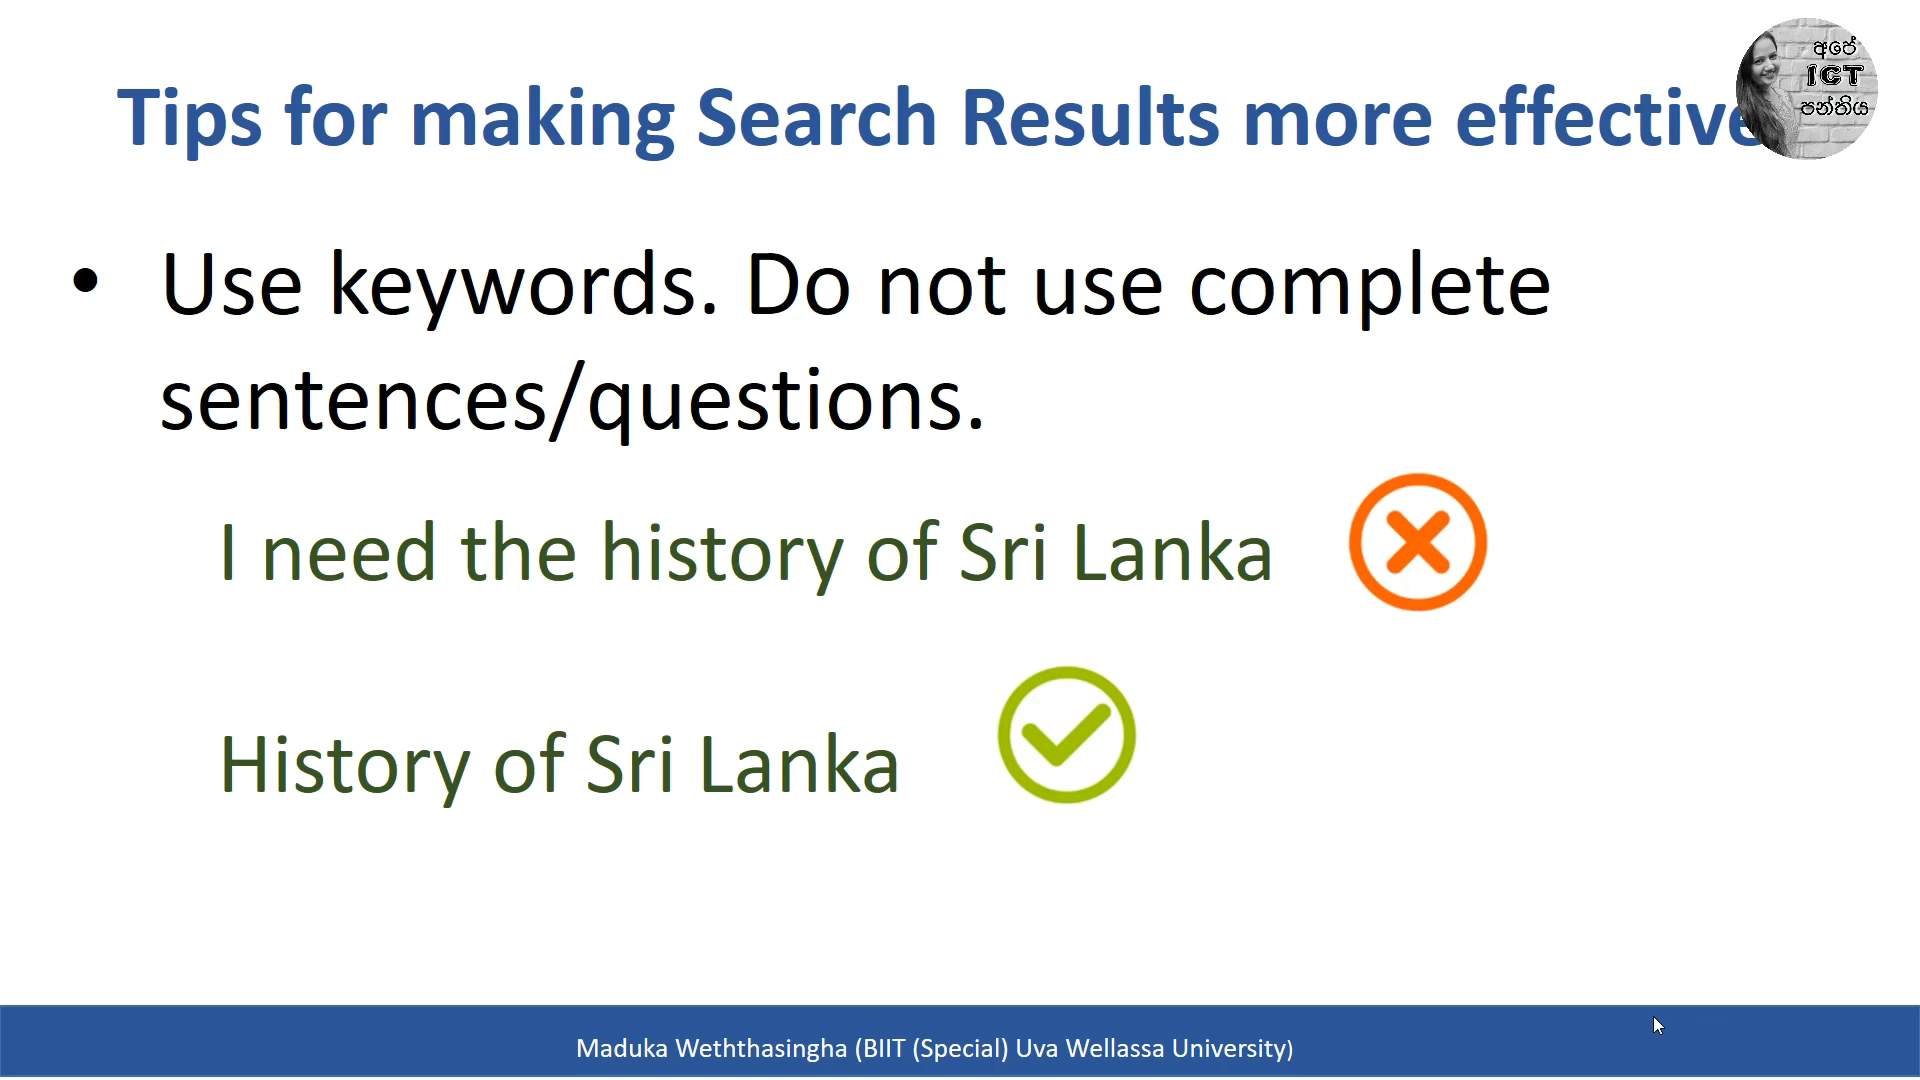 Tips for making Search Results more effective
අපේ
ICT
පන්තිය
• Use keywords. Do not use complete
sentences/questions.
I need the history of Sri Lanka
History of Sri Lanka
Maduka Weththasingha (BIIT (Special) Uva Wellassa University)